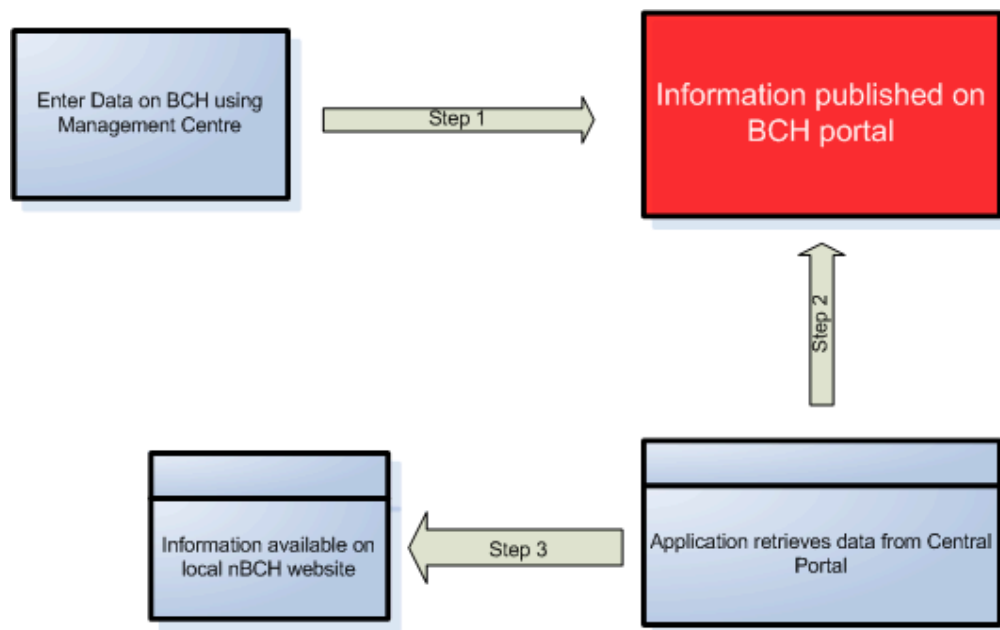 Enter Data on BCH using
Management Centre
Step 1
Information published on
BCH portal
Step 2
Application retrieves data from Central
Portal
Step 3
Information available on
local nBCH website